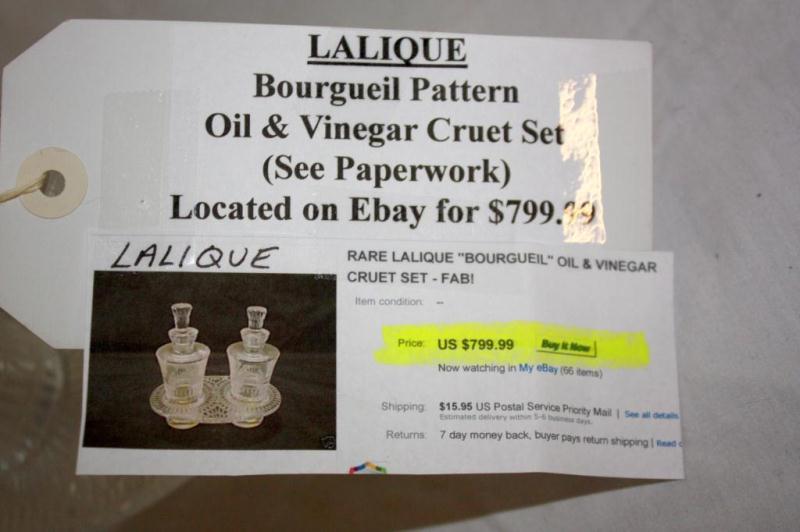 LALIQUE
Bourgueil Pattern
Oil & Vinegar Cruet Set
(See Paperwork)
Located on Ebay for $799.99
LALIQUE
RARE LALIQUE "BOURGUEIL" OIL & VINEGAR
CRUET SET - FAB!
Item condition: --
Price: US $799.99 Buy It Now
Now watching in My eBay (66 items)
Shipping: $15.95 US Postal Service Priority Mail | See all details
Estimated delivery within 5-6 business days.
Returns: 7 day money back, buyer pays return shipping | Read